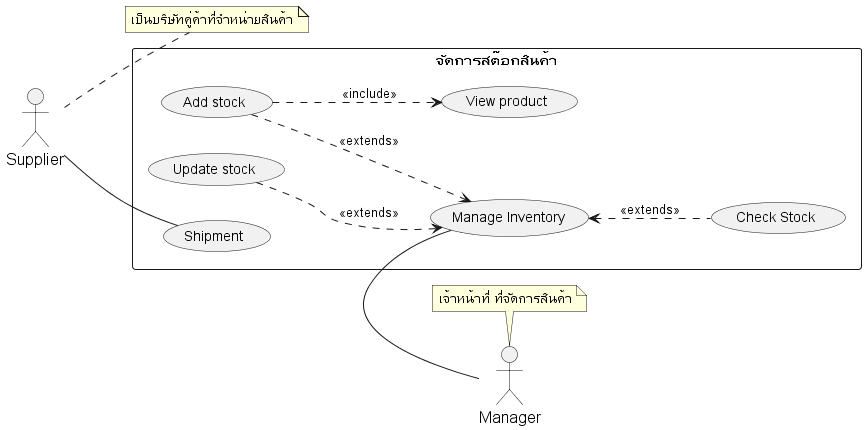 เป็นบริษัทคู่ค้าที่จำหน่ายสินค้า
จัดการสต๊อกสินค้า
Add stock
«include»
View product
«extends»
Supplier
Update stock
«extends»
Manage Inventory
«extends»
Check Stock
Shipment
เจ้าหน้าที่ ที่จัดการสินค้า
Manager